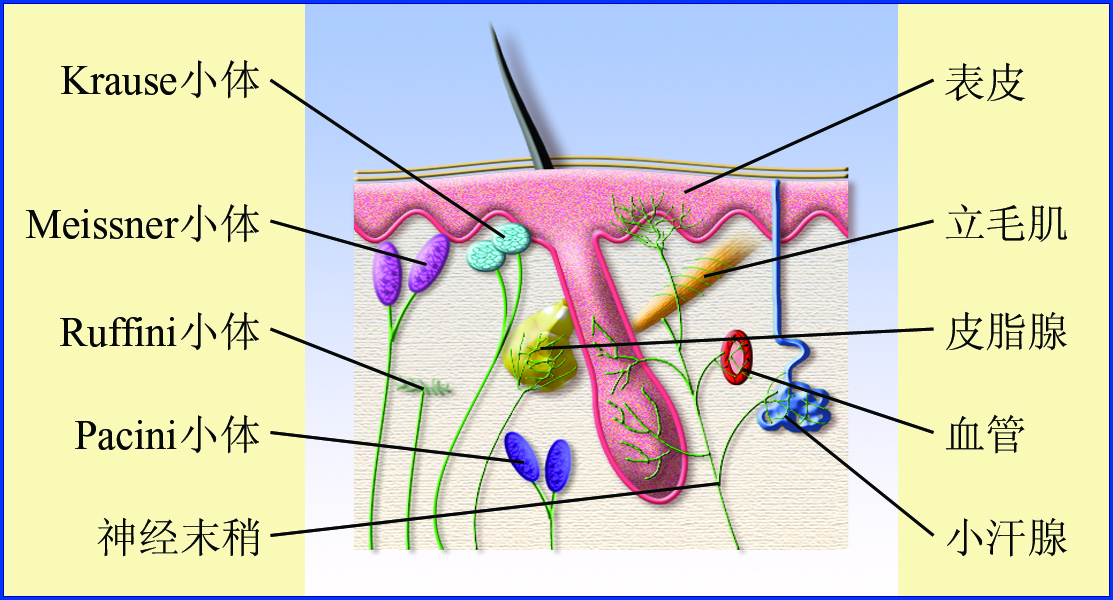 Krause小体
Meissner小体
Ruffini小体
Pacini小体
神经末稍
表皮
立毛肌
皮脂腺
血管
小汗腺